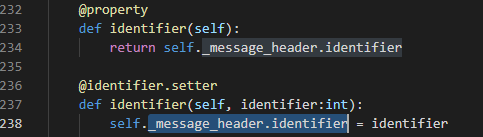 232 @property
233 def identifier(self):
234 return self._message_header.identifier
235
236 @identifier.setter
237 def identifier(self, identifier:int):
238 self._message_header.identifier = identifier